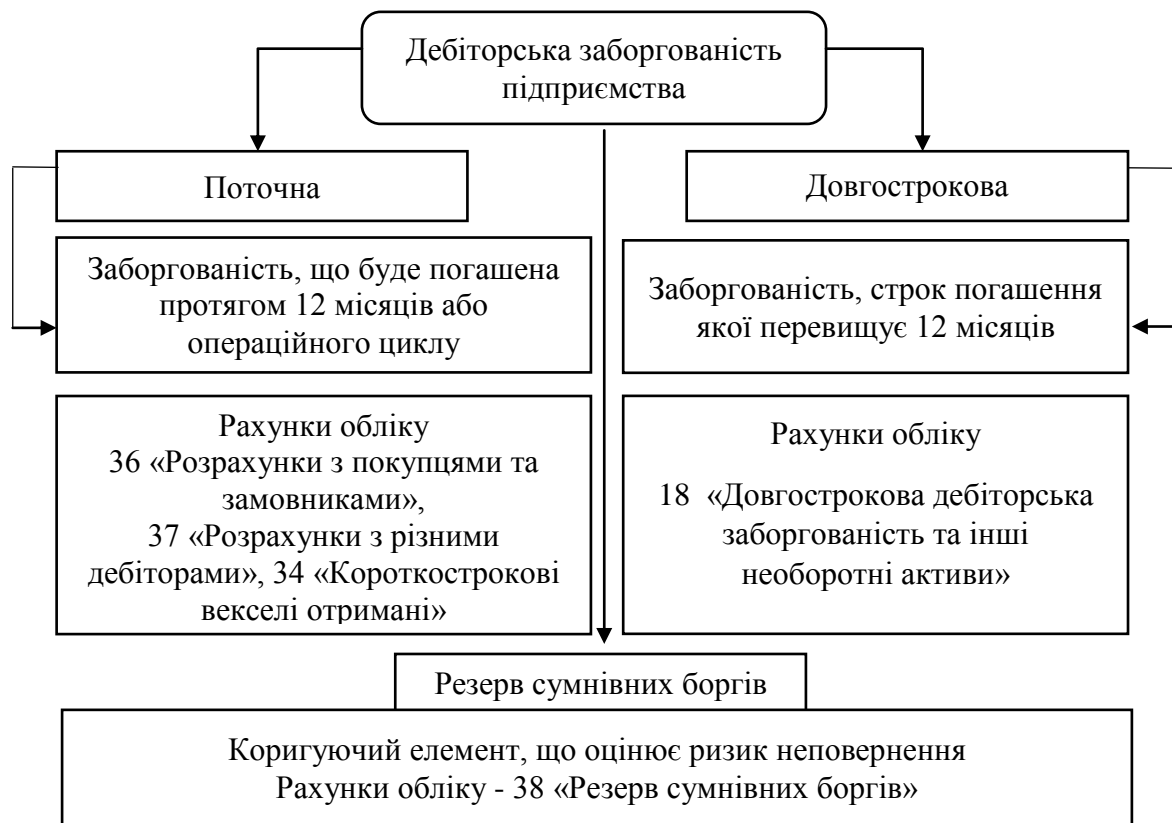 Дебіторська заборгованість
підприємства
Поточна
Довгострокова
Заборгованість, що буде погашена
протягом 12 місяців або
операційного циклу
Заборгованість, строк погашення
якої перевищує 12 місяців
Рахунки обліку
36 «Розрахунки з покупцями та
замовниками»,
37 «Розрахунки з різними
дебіторами», 34 «Короткострокові
векселі отримані»
Рахунки обліку
18 «Довгострокова дебіторська
заборгованість та інші
необоротні активи»
Резерв сумнівних боргів
Коригуючий елемент, що оцінює ризик неповернення
Рахунки обліку - 38 «Резерв сумнівних боргів»